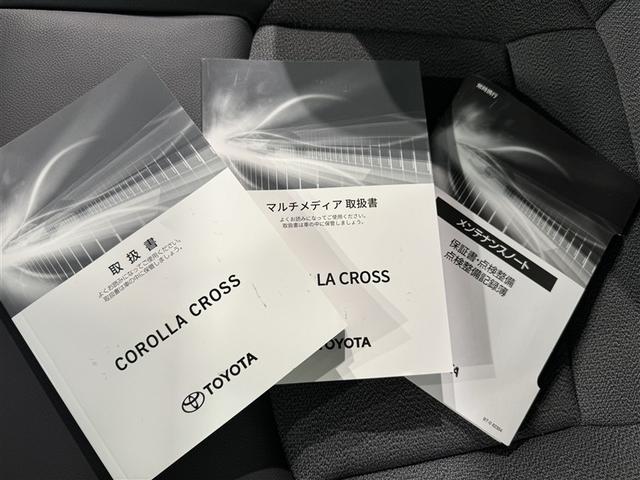 取扱書
よくお読みになってご使用ください。
取扱書は車の中に保管しましょう。
COROLLA CROSS
TOYOTA
マルチメディア 取扱書
よくお読みになってご使用ください。
取扱書は車の中に保管しましょう。
LA CROSS
OYOTA
車両携行
メンテナンスノート
保証書・点検整備
点検整備記録簿